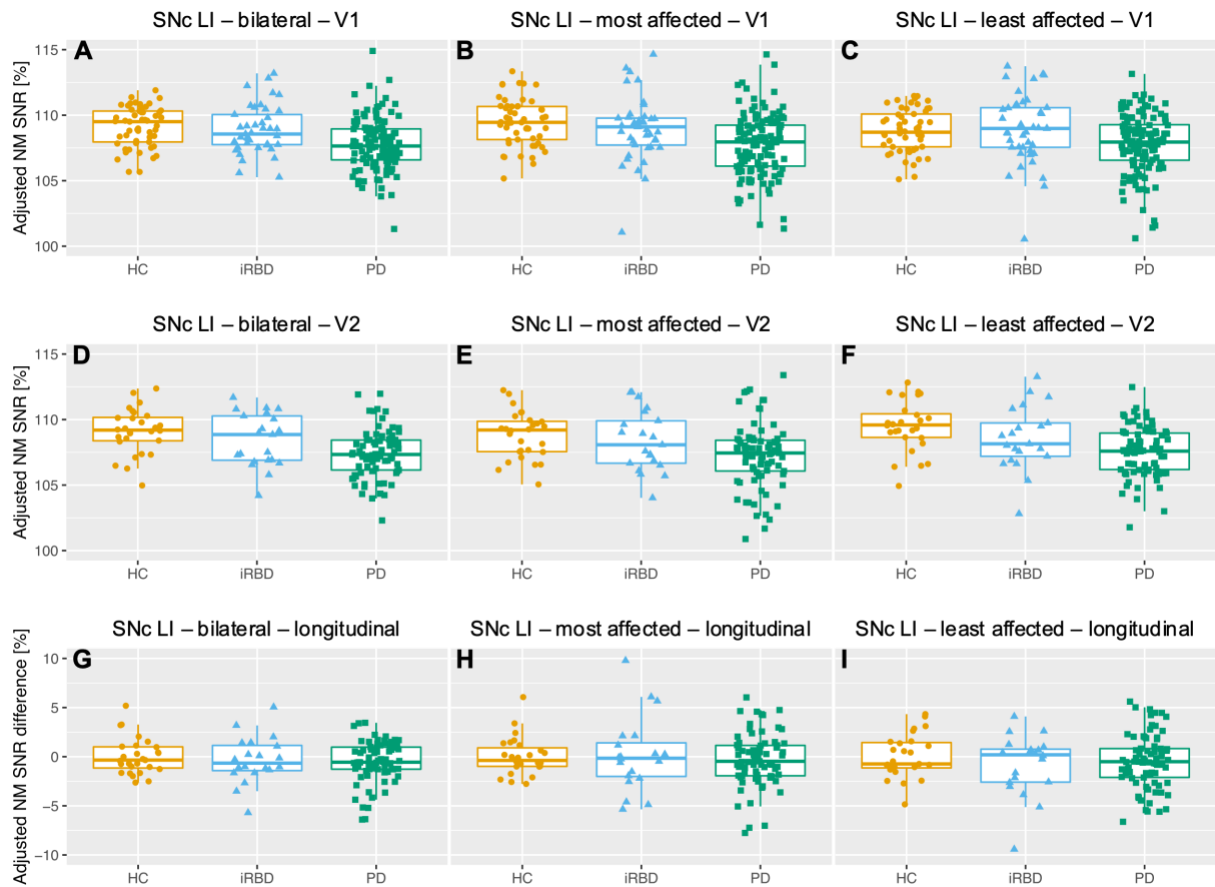 SNc LI – bilateral – V1
SNc LI – most affected – V1
SNc LI – least affected – V1
A
B
C
Adjusted NM SNR [%]
115
110
105
100
HC
iRBD
PD
HC
iRBD
PD
HC
iRBD
PD
SNc LI – bilateral – V2
SNc LI – most affected – V2
SNc LI – least affected – V2
D
E
F
Adjusted NM SNR [%]
115
110
105
100
HC
iRBD
PD
HC
iRBD
PD
HC
iRBD
PD
SNc LI – bilateral – longitudinal
SNc LI – most affected – longitudinal
SNc LI – least affected – longitudinal
G
H
I
Adjusted NM SNR difference [%]
10
5
0
−5
−10
HC
iRBD
PD
HC
iRBD
PD
HC
iRBD
PD